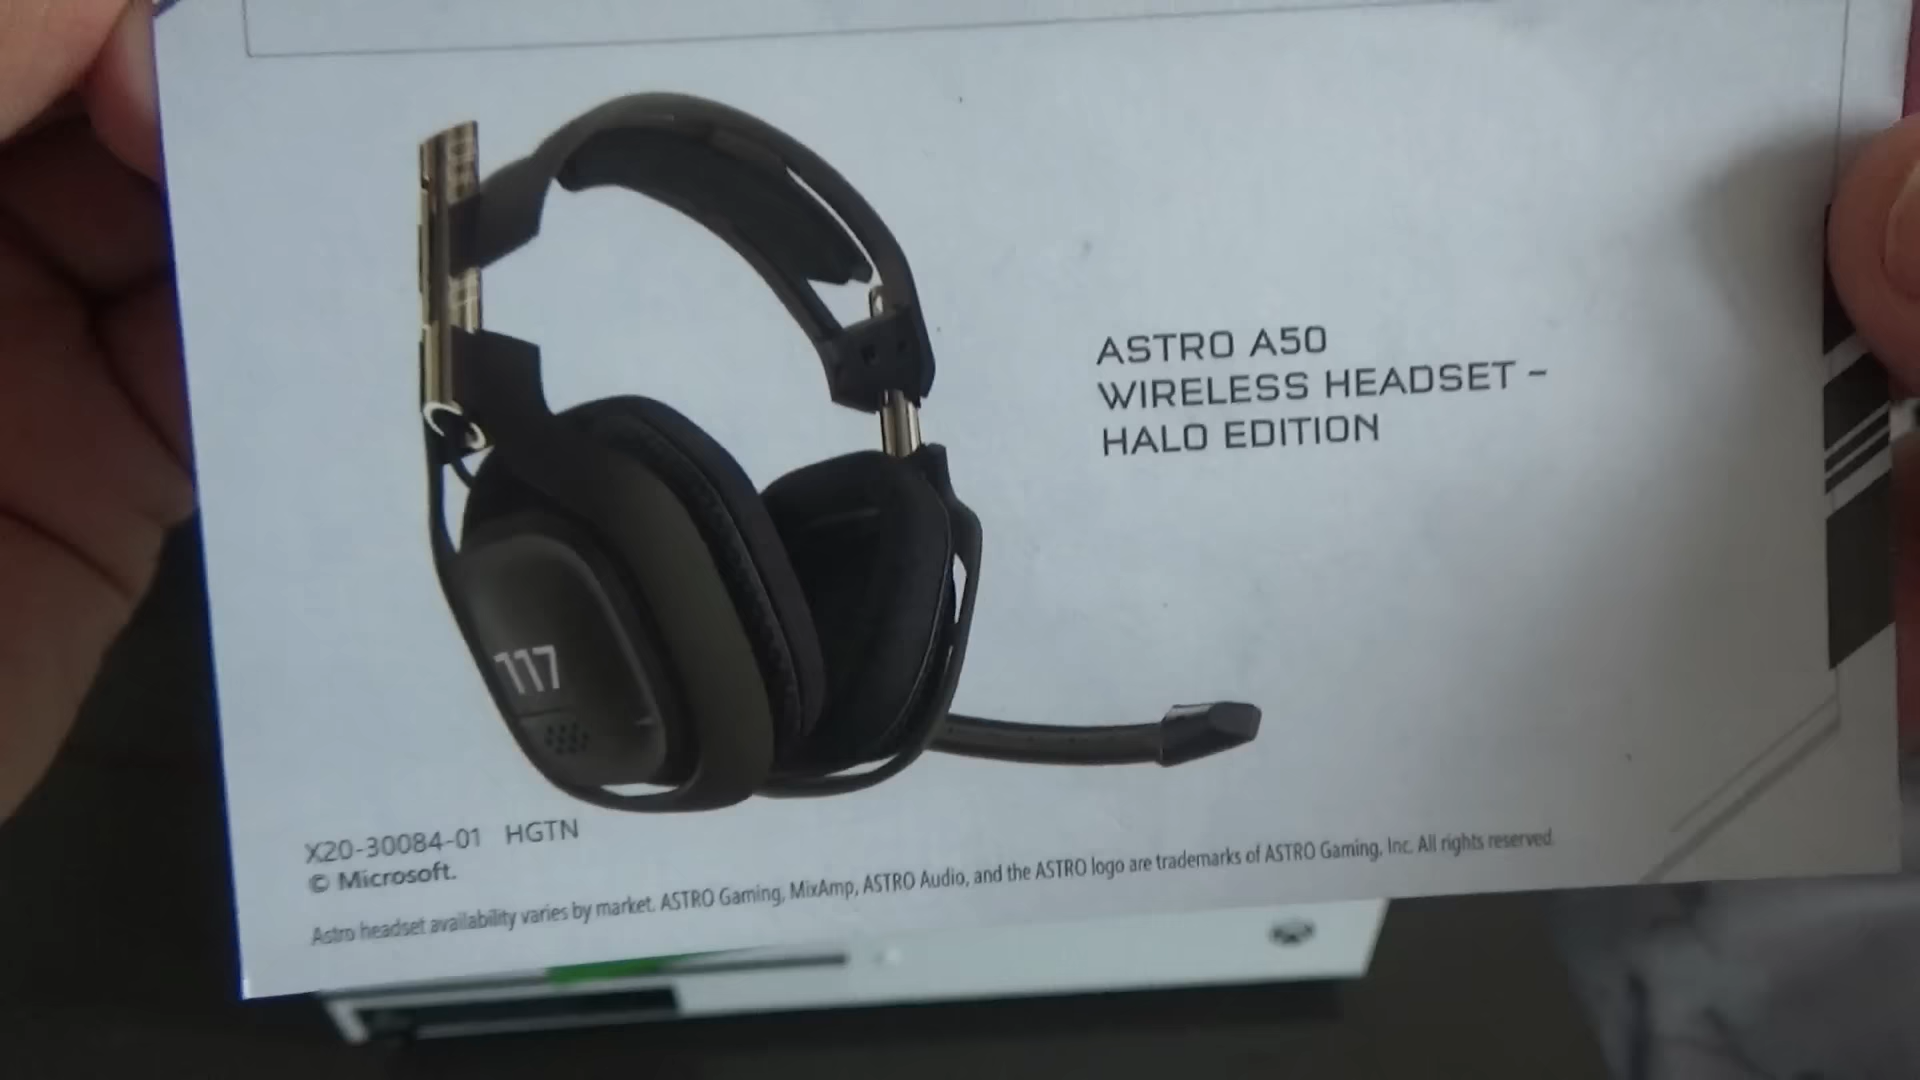 ASTRO A50
WIRELESS HEADSET –
HALO EDITION
117
X20-30084-01 HGTN
© Microsoft.
Astro headset availability varies by market. ASTRO Gaming, MixAmp, ASTRO Audio, and the ASTRO logo are trademarks of ASTRO Gaming, Inc. All rights reserved.